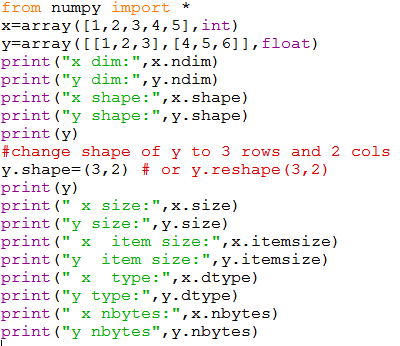 from numpy import *
x=array([1,2,3,4,5],int)
y=array([[1,2,3],[4,5,6]],float)
print("x dim:",x.ndim)
print("y dim:",y.ndim)
print("x shape:",x.shape)
print("y shape:",y.shape)
print(y)
#change shape of y to 3 rows and 2 cols
y.shape=(3,2) # or y.reshape(3,2)
print(y)
print(" x size:",x.size)
print("y size:",y.size)
print(" x  item size:",x.itemsize)
print("y  item size:",y.itemsize)
print(" x  type:",x.dtype)
print("y type:",y.dtype)
print(" x nbytes:",x.nbytes)
print("y nbytes",y.nbytes)